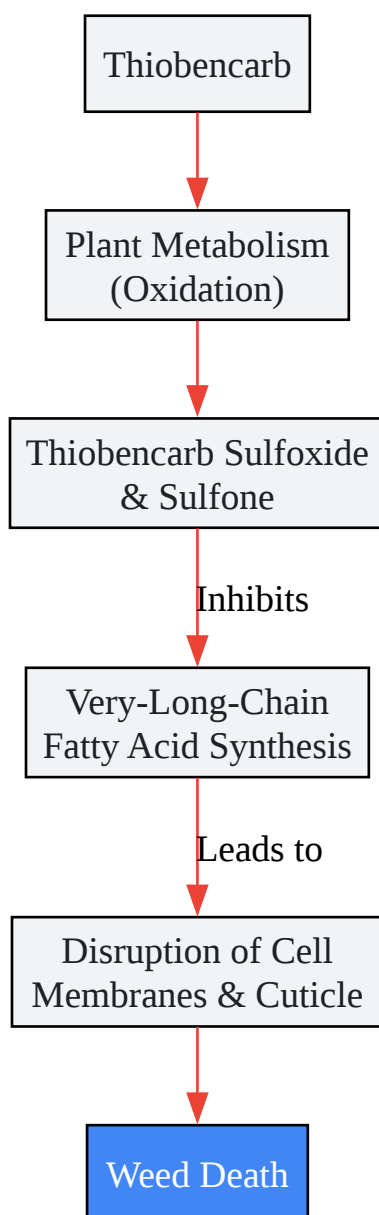 Thiobencarb
Plant Metabolism
(Oxidation)
Thiobencarb Sulfoxide
& Sulfone
Inhibits
Very-Long-Chain
Fatty Acid Synthesis
Leads to
Disruption of Cell
Membranes & Cuticle
Weed Death